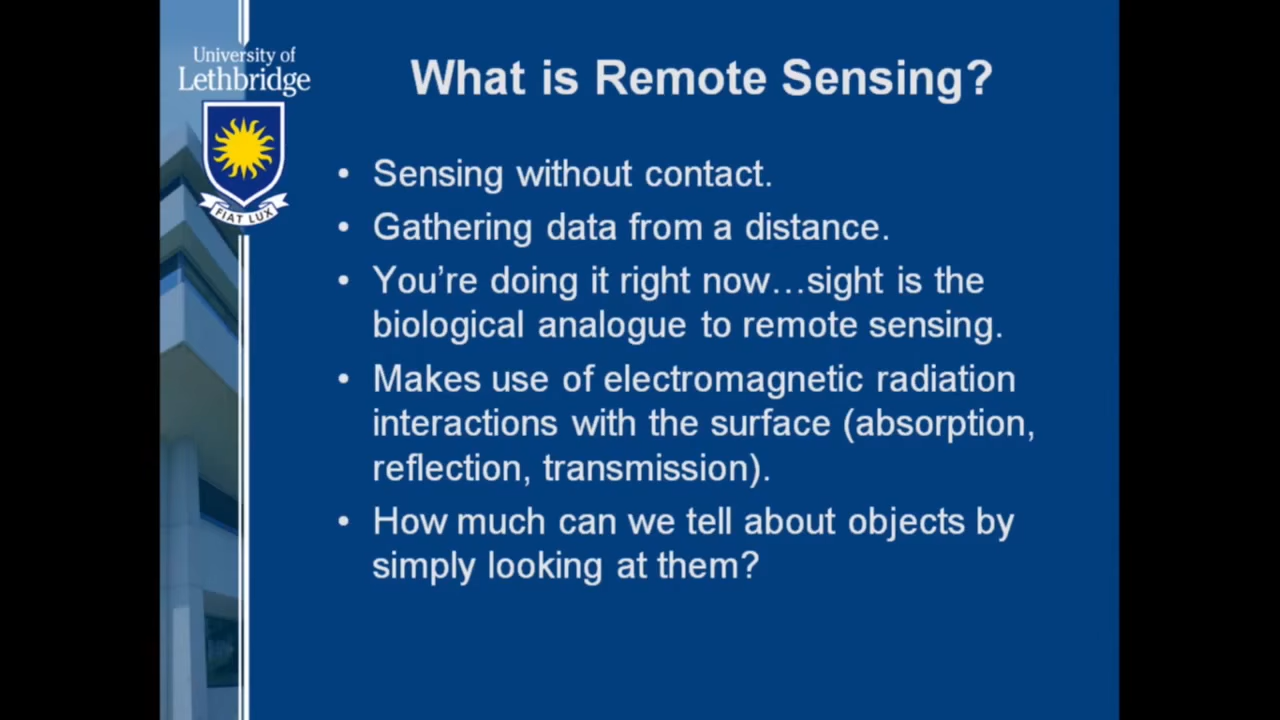 University of
Lethbridge
FIAT LUX
What is Remote Sensing?
• Sensing without contact.
• Gathering data from a distance.
• You’re doing it right now…sight is the
biological analogue to remote sensing.
• Makes use of electromagnetic radiation
interactions with the surface (absorption,
reflection, transmission).
• How much can we tell about objects by
simply looking at them?